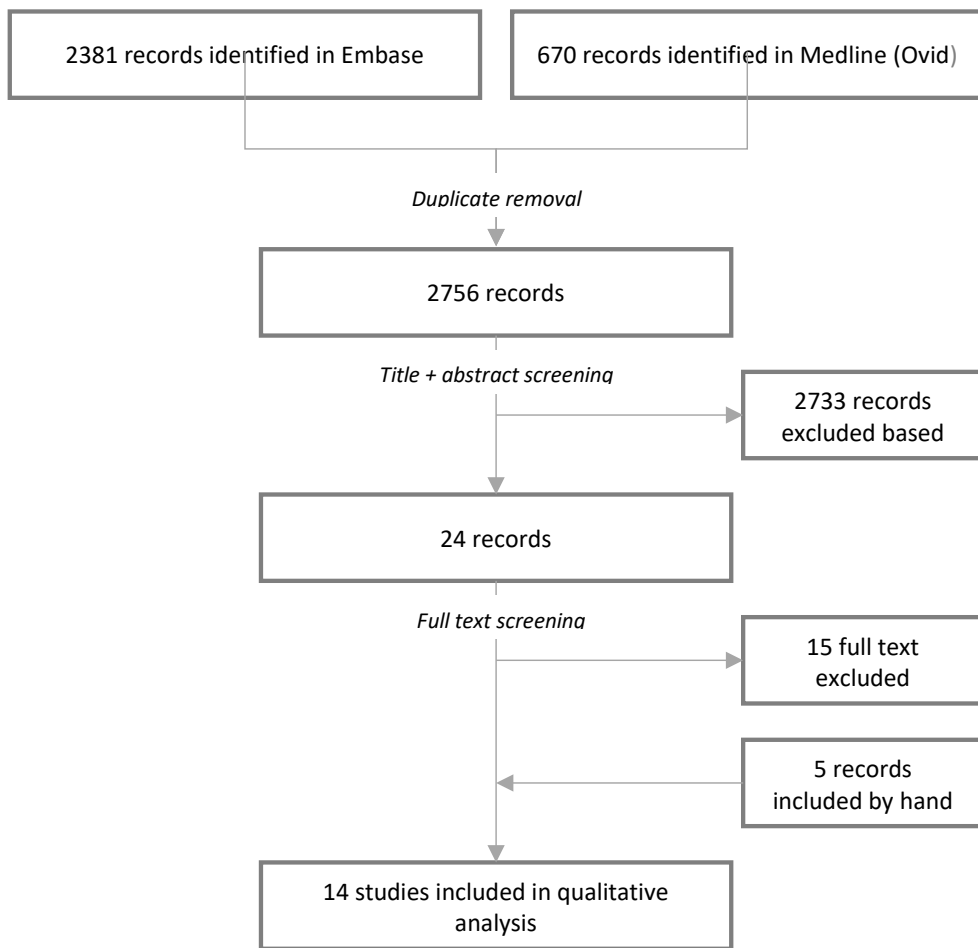 2381 records identified in Embase
670 records identified in Medline (Ovid)
Duplicate removal
2756 records
Title + abstract screening
2733 records
excluded based
24 records
Full text screening
15 full text
excluded
5 records
included by hand
14 studies included in qualitative
analysis